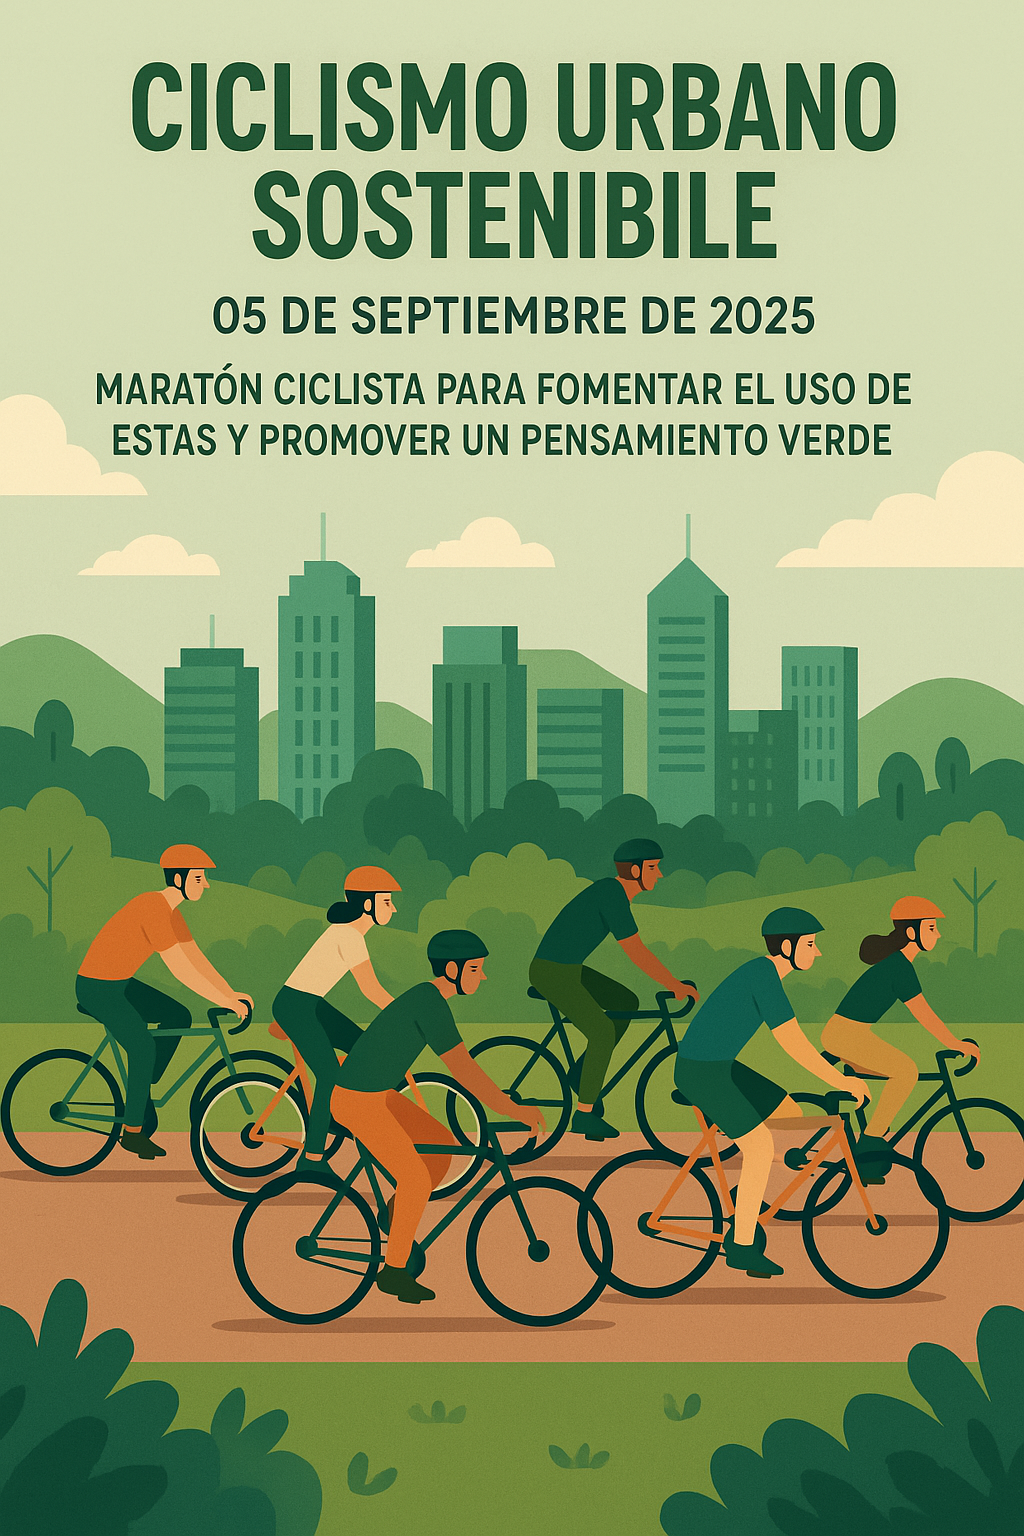 CICLISMO URBANO
SOSTENIBILE
05 DE SEPTIEMBRE DE 2025
MARATÓN CICLISTA PARA FOMENTAR EL USO DE
ESTAS Y PROMOVER UN PENSAMIENTO VERDE